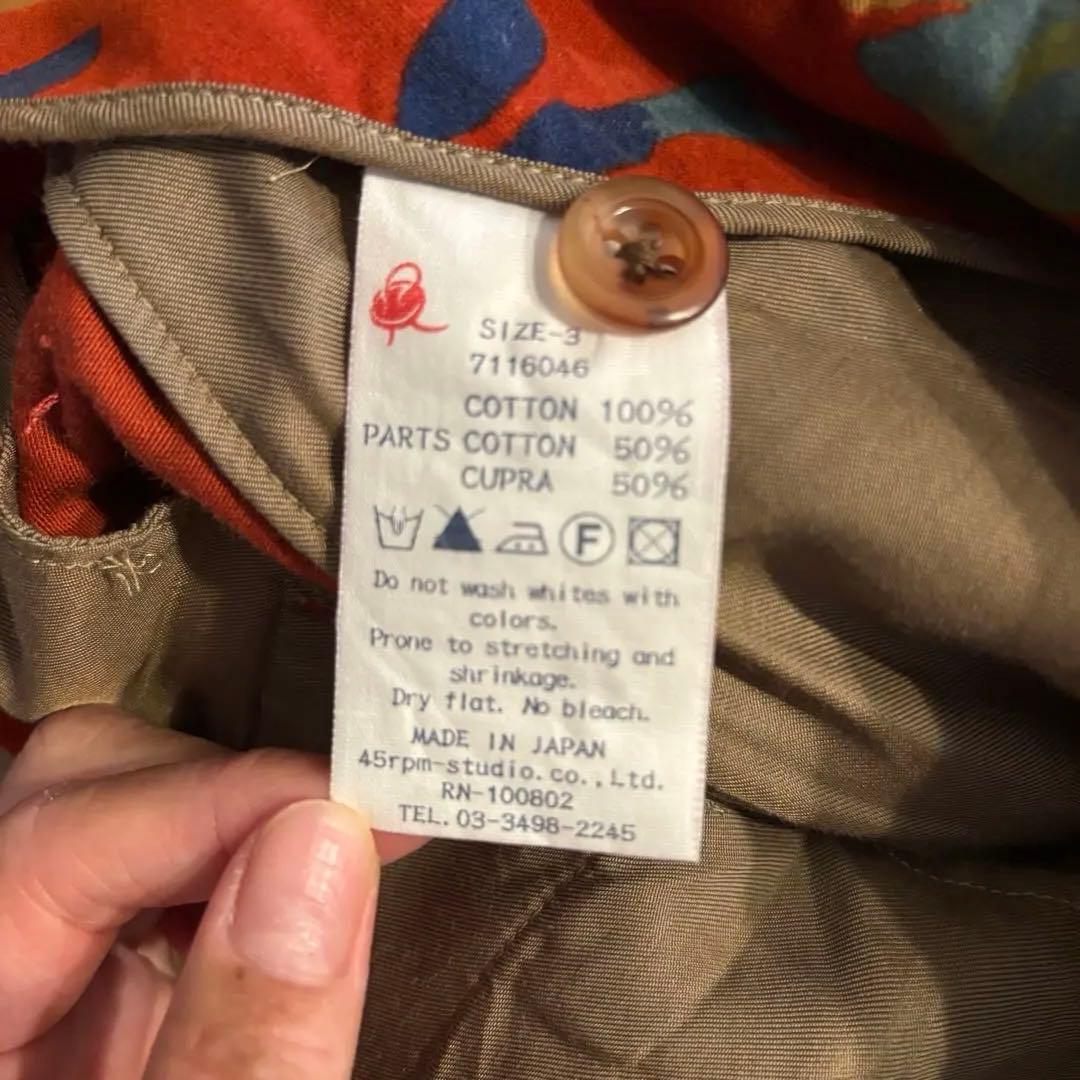 SIZE-3
7116046
COTTON 100%
PARTS COTTON 50%
CUPRA 50%
F
Do not wash whites with
colors.
Prone to stretching and
shrinkage.
Dry flat. No bleach.
MADE IN JAPAN
45rpm-studio.co.,Ltd.
RN-100802
TEL.03-3498-2245